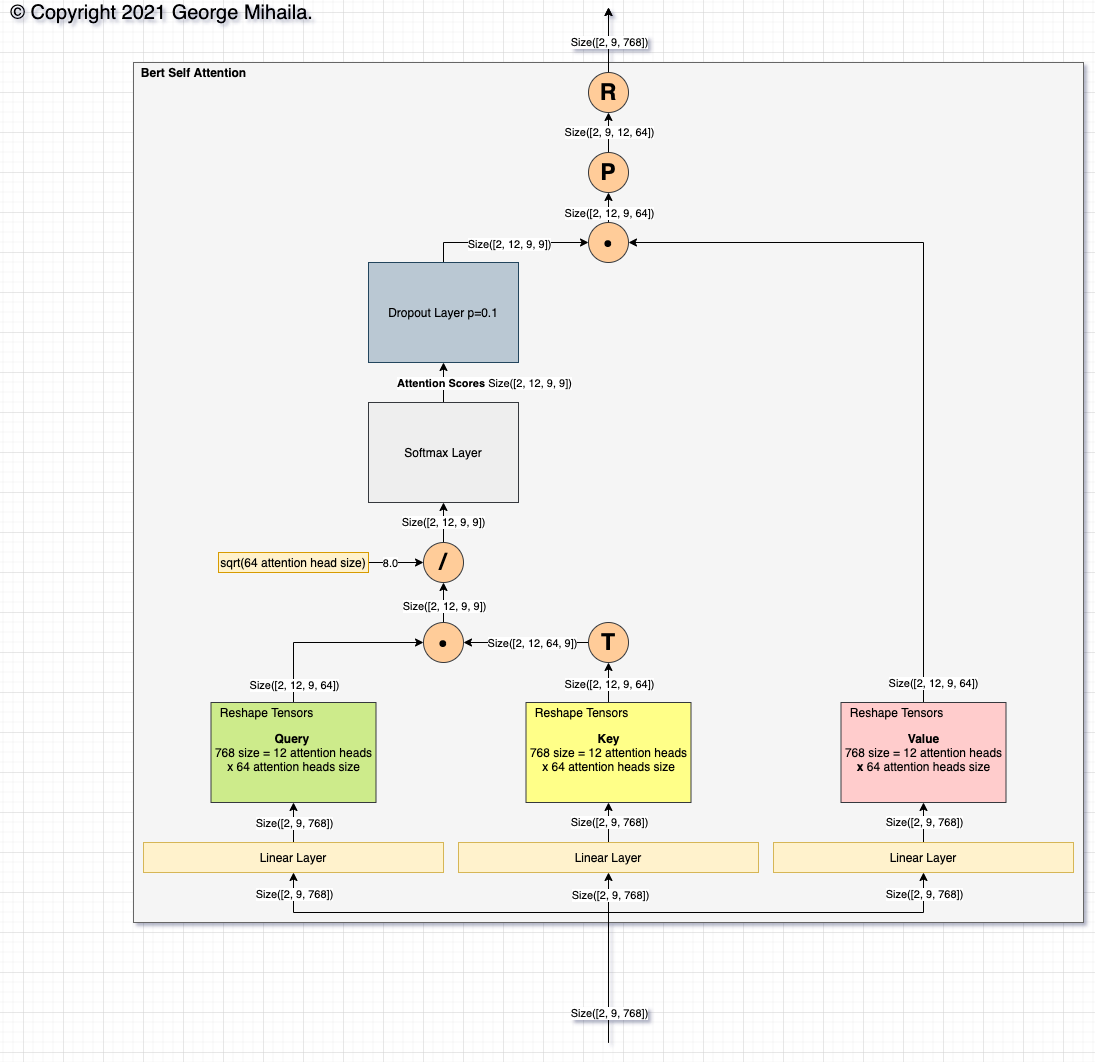 © Copyright 2021 George Mihaila.
Size([2, 9, 768])
Bert Self Attention
R
Size([2, 9, 12, 64])
P
Size([2, 12, 9, 64])
Size([2, 12, 9, 9])
•
Dropout Layer p=0.1
Attention Scores Size([2, 12, 9, 9])
Softmax Layer
Size([2, 12, 9, 9])
sqrt(64 attention head size)
8.0
/
Size([2, 12, 9, 9])
•
Size([2, 12, 64, 9])
T
Size([2, 12, 9, 64])
Size([2, 12, 9, 64])
Size([2, 12, 9, 64])
Reshape Tensors
Query
768 size = 12 attention heads
x 64 attention heads size
Reshape Tensors
Key
768 size = 12 attention heads
x 64 attention heads size
Reshape Tensors
Value
768 size = 12 attention heads
x 64 attention heads size
Size([2, 9, 768])
Size([2, 9, 768])
Size([2, 9, 768])
Linear Layer
Linear Layer
Linear Layer
Size([2, 9, 768])
Size([2, 9, 768])
Size([2, 9, 768])
Size([2, 9, 768])